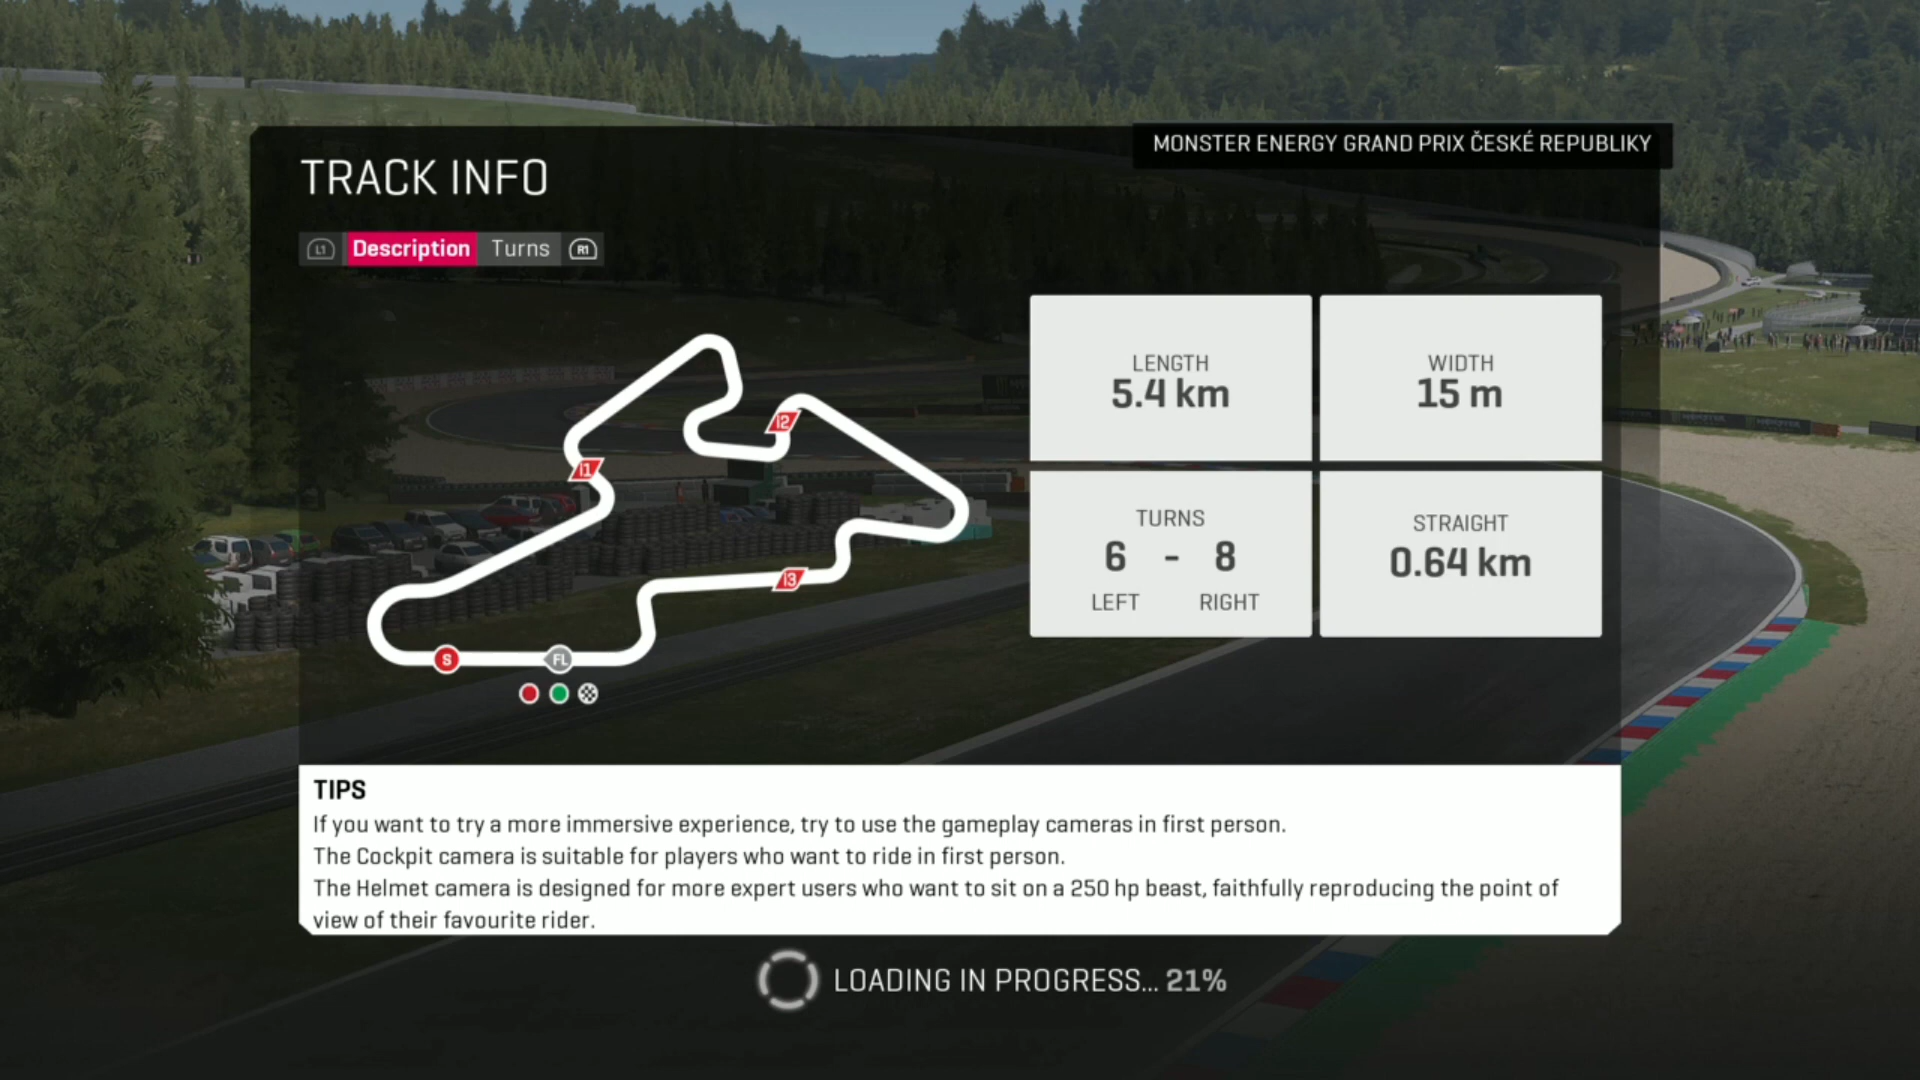 MONSTER ENERGY GRAND PRIX ČESKÉ REPUBLIKY
TRACK INFO
L1 Description Turns R1
LENGTH
5.4 km
WIDTH
15 m
TURNS
6 - 8
LEFT RIGHT
STRAIGHT
0.64 km
I2
I1
I3
S FL
TIPS
If you want to try a more immersive experience, try to use the gameplay cameras in first person.
The Cockpit camera is suitable for players who want to ride in first person.
The Helmet camera is designed for more expert users who want to sit on a 250 hp beast, faithfully reproducing the point of
view of their favourite rider.
LOADING IN PROGRESS... 21%